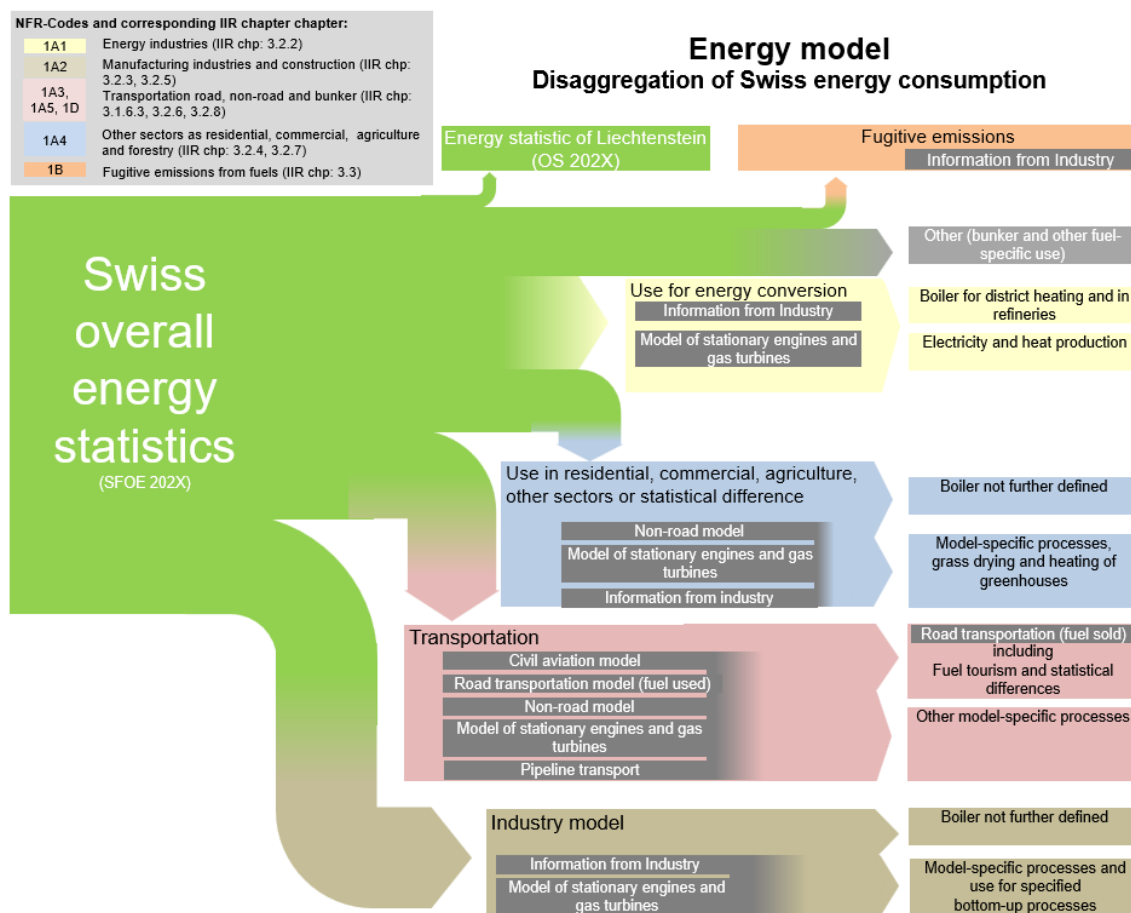 NFR-Codes and corresponding IIR chapter chapter:
1A1
Energy industries (IIR chp: 3.2.2)
1A2
Manufacturing industries and construction (IIR chp:
3.2.3, 3.2.5)
1A3,
1A5, 1D
Transportation road, non-road and bunker (IIR chp:
3.1.6.3, 3.2.6, 3.2.8)
1A4
Other sectors as residential, commercial, agriculture
and forestry (IIR chp: 3.2.4, 3.2.7)
1B
Fugitive emissions from fuels (IIR chp: 3.3)
Energy model
Disaggregation of Swiss energy consumption
Energy statistic of Liechtenstein
(OS 202X)
Fugitive emissions
Information from Industry
Swiss
overall
energy
statistics
(SFOE 202X)
Other (bunker and other fuel-
specific use)
Use for energy conversion
Information from Industry
Model of stationary engines and
gas turbines
Boiler for district heating and in
refineries
Electricity and heat production
Use in residential, commercial, agriculture,
other sectors or statistical difference
Non-road model
Model of stationary engines and gas
turbines
Information from industry
Boiler not further defined
Model-specific processes,
grass drying and heating of
greenhouses
Transportation
Civil aviation model
Road transportation model (fuel used)
Non-road model
Model of stationary engines and gas
turbines
Pipeline transport
Road transportation (fuel sold)
including
Fuel tourism and statistical
differences
Other model-specific processes
Industry model
Information from Industry
Model of stationary engines and
gas turbines
Boiler not further defined
Model-specific processes and
use for specified
bottom-up processes